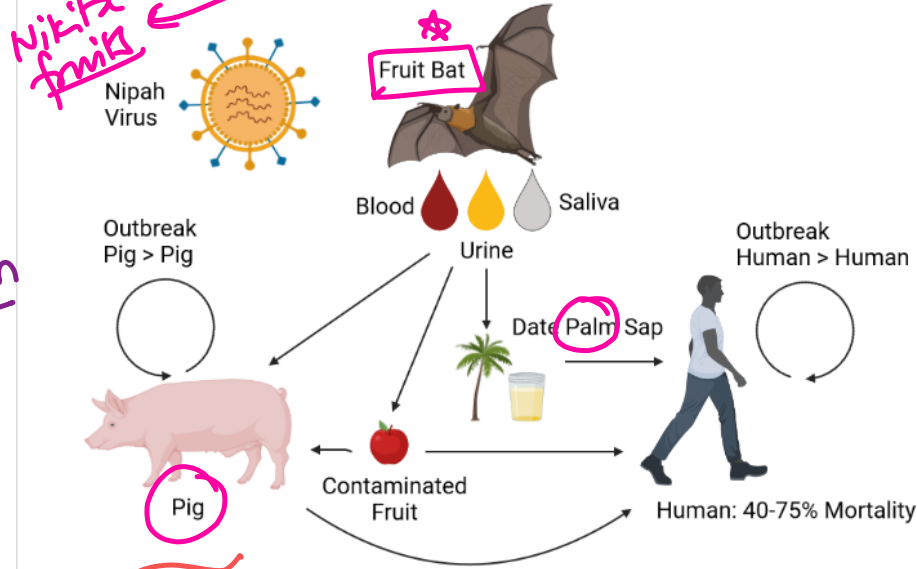 Nikita
fruits
Nipah
Virus
Fruit Bat
Blood
Saliva
Urine
Outbreak
Pig > Pig
Outbreak
Human > Human
Date Palm Sap
Contaminated
Fruit
Pig
Human: 40-75% Mortality